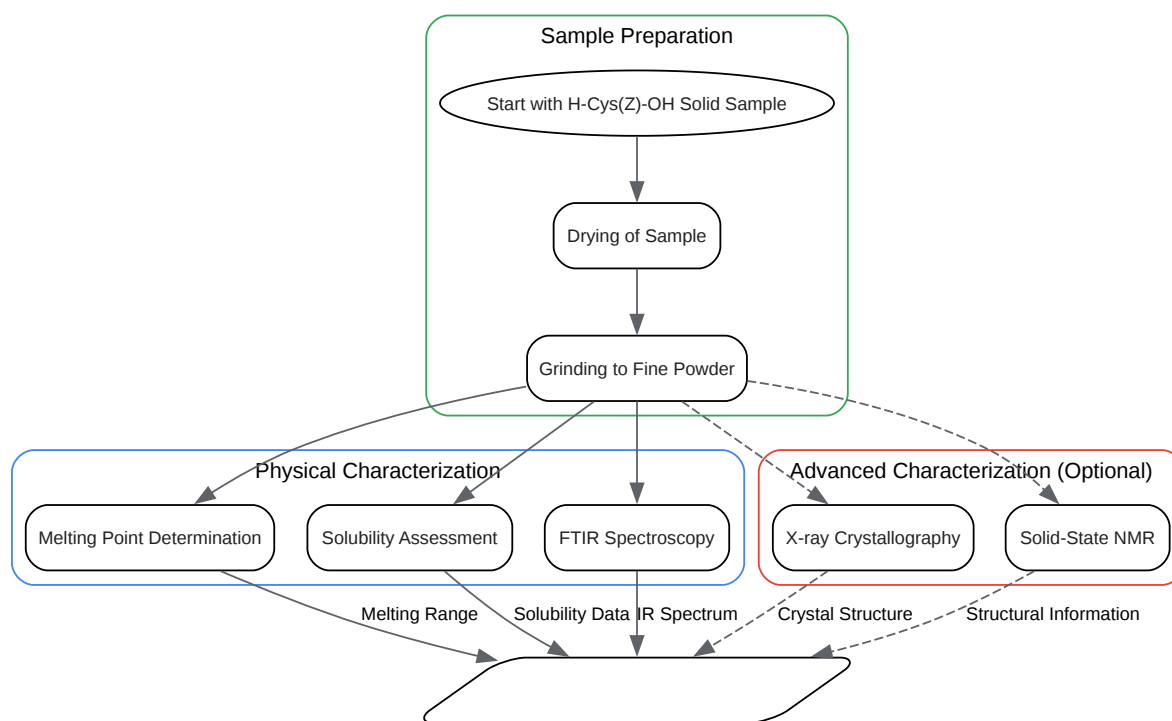 Sample Preparation
Start with H-Cys(Z)-OH Solid Sample
Drying of Sample
Grinding to Fine Powder
Physical Characterization
Advanced Characterization (Optional)
Melting Point Determination
Solubility Assessment
FTIR Spectroscopy
X-ray Crystallography
Solid-State NMR
Melting Range
Solubility Data
IR Spectrum
Crystal Structure
Structural Information